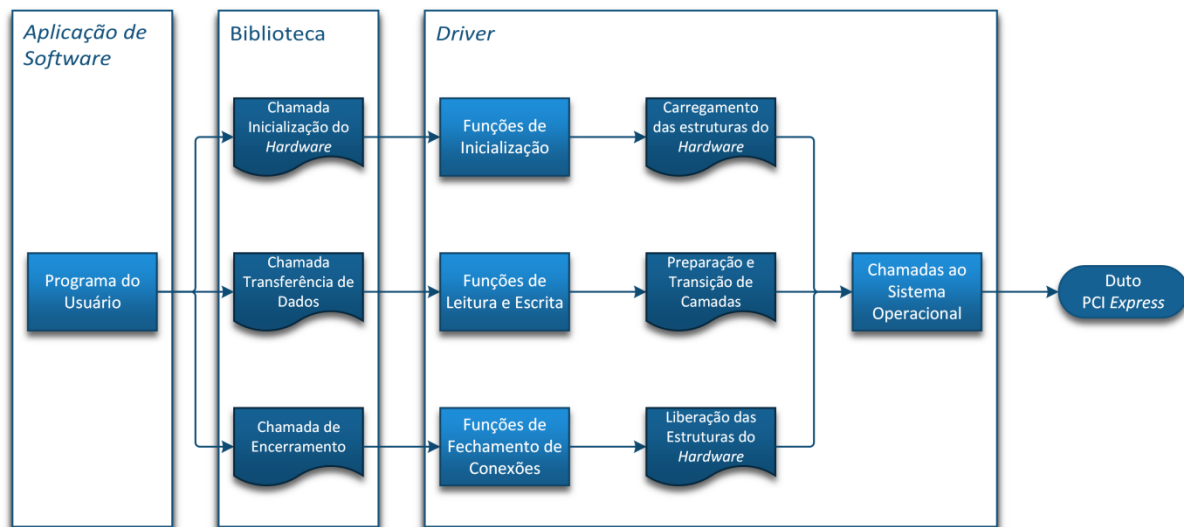 Aplicação de
Software
Biblioteca
Driver
Chamada
Inicialização do
Hardware
Funções de
Inicialização
Carregamento
das estruturas do
Hardware
Programa do
Usuário
Chamada
Transferência de
Dados
Funções de
Leitura e Escrita
Preparação e
Transição de
Camadas
Chamadas ao
Sistema
Operacional
Duto
PCI Express
Chamada de
Encerramento
Funções de
Fechamento de
Conexões
Liberação das
Estruturas do
Hardware